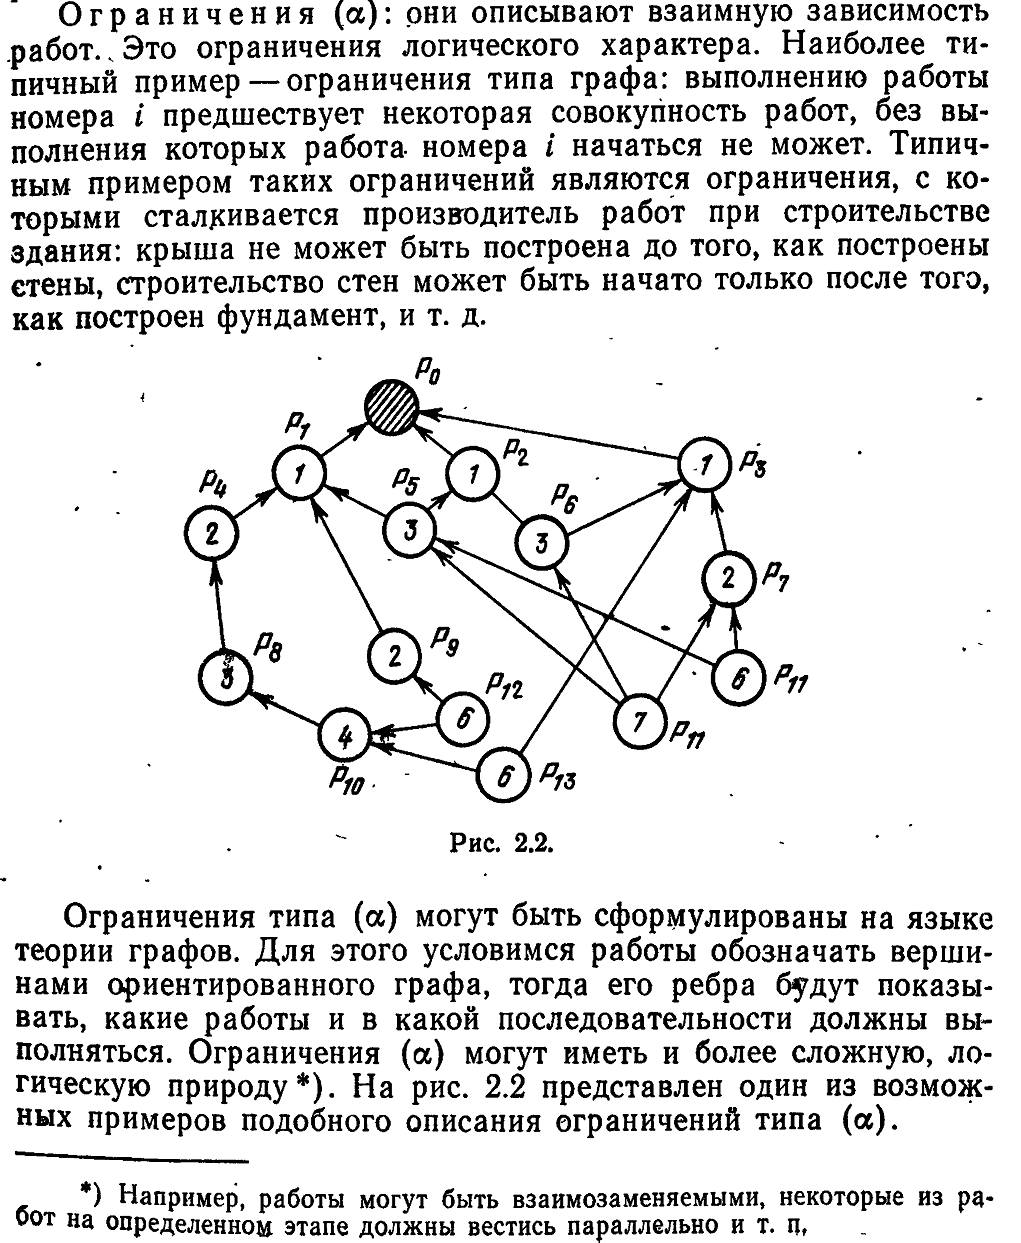 Ограничения (α): они описывают взаимную зависимость
работ. Это ограничения логического характера. Наиболее ти-
пичный пример — ограничения типа графа: выполнению работы
номера i предшествует некоторая совокупность работ, без вы-
полнения которых работа номера i начаться не может. Типич-
ным примером таких ограничений являются ограничения, с ко-
торыми сталкивается производитель работ при строительстве
здания: крыша не может быть построена до того, как построены
стены, строительство стен может быть начато только после того,
как построен фундамент, и т. д.
P0
P1
1
P2
1
P3
1
P4
2
P5
3
P6
3
P7
2
P8
3
P9
2
P12
6
P11
6
P11
7
P10
4
P13
6
Рис. 2.2.
Ограничения типа (α) могут быть сформулированы на языке
теории графов. Для этого условимся работы обозначать верши-
нами ориентированного графа, тогда его ребра будут показы-
вать, какие работы и в какой последовательности должны вы-
полняться. Ограничения (α) могут иметь и более сложную, ло-
гическую природу *). На рис. 2.2 представлен один из возмож-
ных примеров подобного описания ограничений типа (α).
*) Например, работы могут быть взаимозаменяемыми, некоторые из ра-
бот на определенном этапе должны вестись параллельно и т. п,